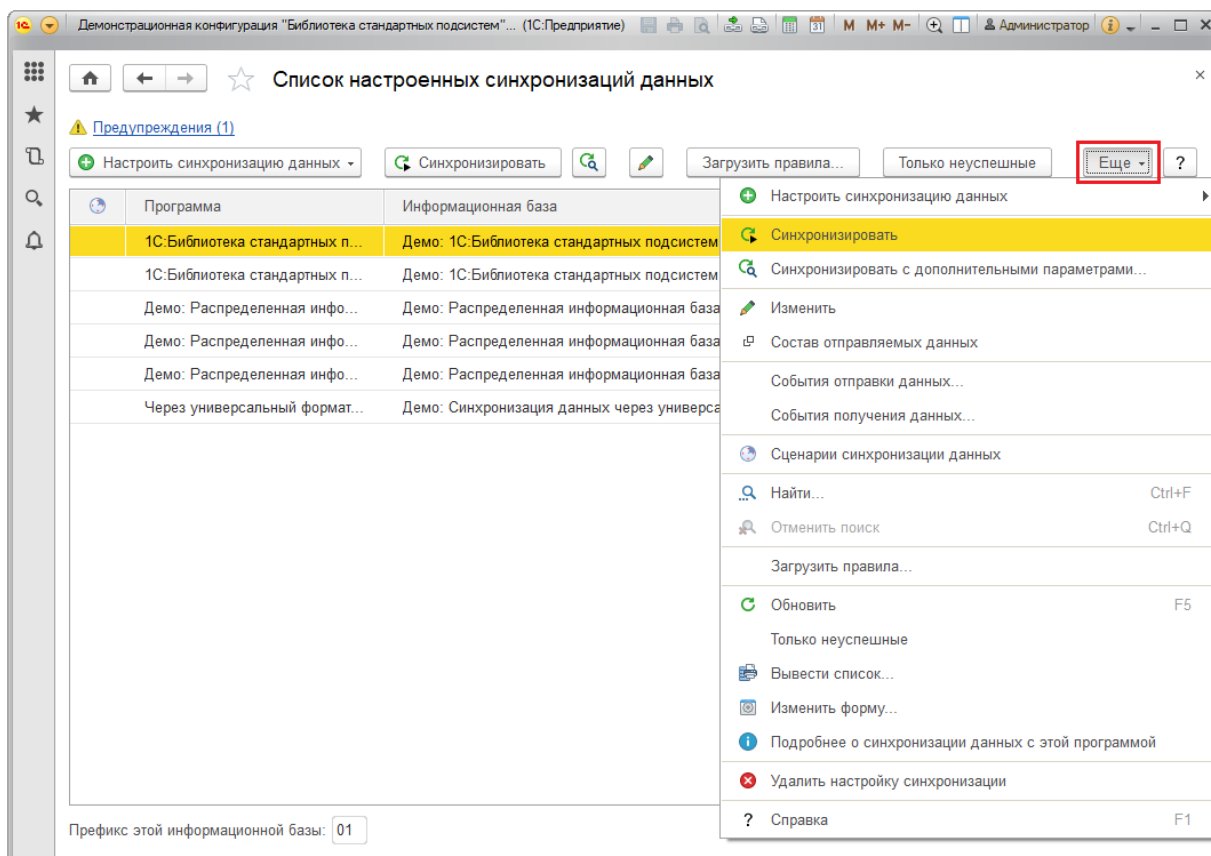 1С Демонстрационная конфигурация "Библиотека стандартных подсистем"... (1С:Предприятие) 31 M M+ M- Администратор
Список настроенных синхронизаций данных
Предупреждения (1)
Настроить синхронизацию данных Синхронизировать Загрузить правила... Только неуспешные Еще ?
Программа Информационная база
1С:Библиотека стандартных п... Демо: 1С:Библиотека стандартных подсистем
1С:Библиотека стандартных п... Демо: 1С:Библиотека стандартных подсистем
Демо: Распределенная инфо... Демо: Распределенная информационная база
Демо: Распределенная инфо... Демо: Распределенная информационная база
Демо: Распределенная инфо... Демо: Распределенная информационная база
Через универсальный формат... Демо: Синхронизация данных через универса
Настроить синхронизацию данных
Синхронизировать
Синхронизировать с дополнительными параметрами...
Изменить
Состав отправляемых данных
События отправки данных...
События получения данных...
Сценарии синхронизации данных
Найти... Ctrl+F
Отменить поиск Ctrl+Q
Загрузить правила...
Обновить F5
Только неуспешные
Вывести список...
Изменить форму...
Подробнее о синхронизации данных с этой программой
Удалить настройку синхронизации
? Справка F1
Префикс этой информационной базы: 01